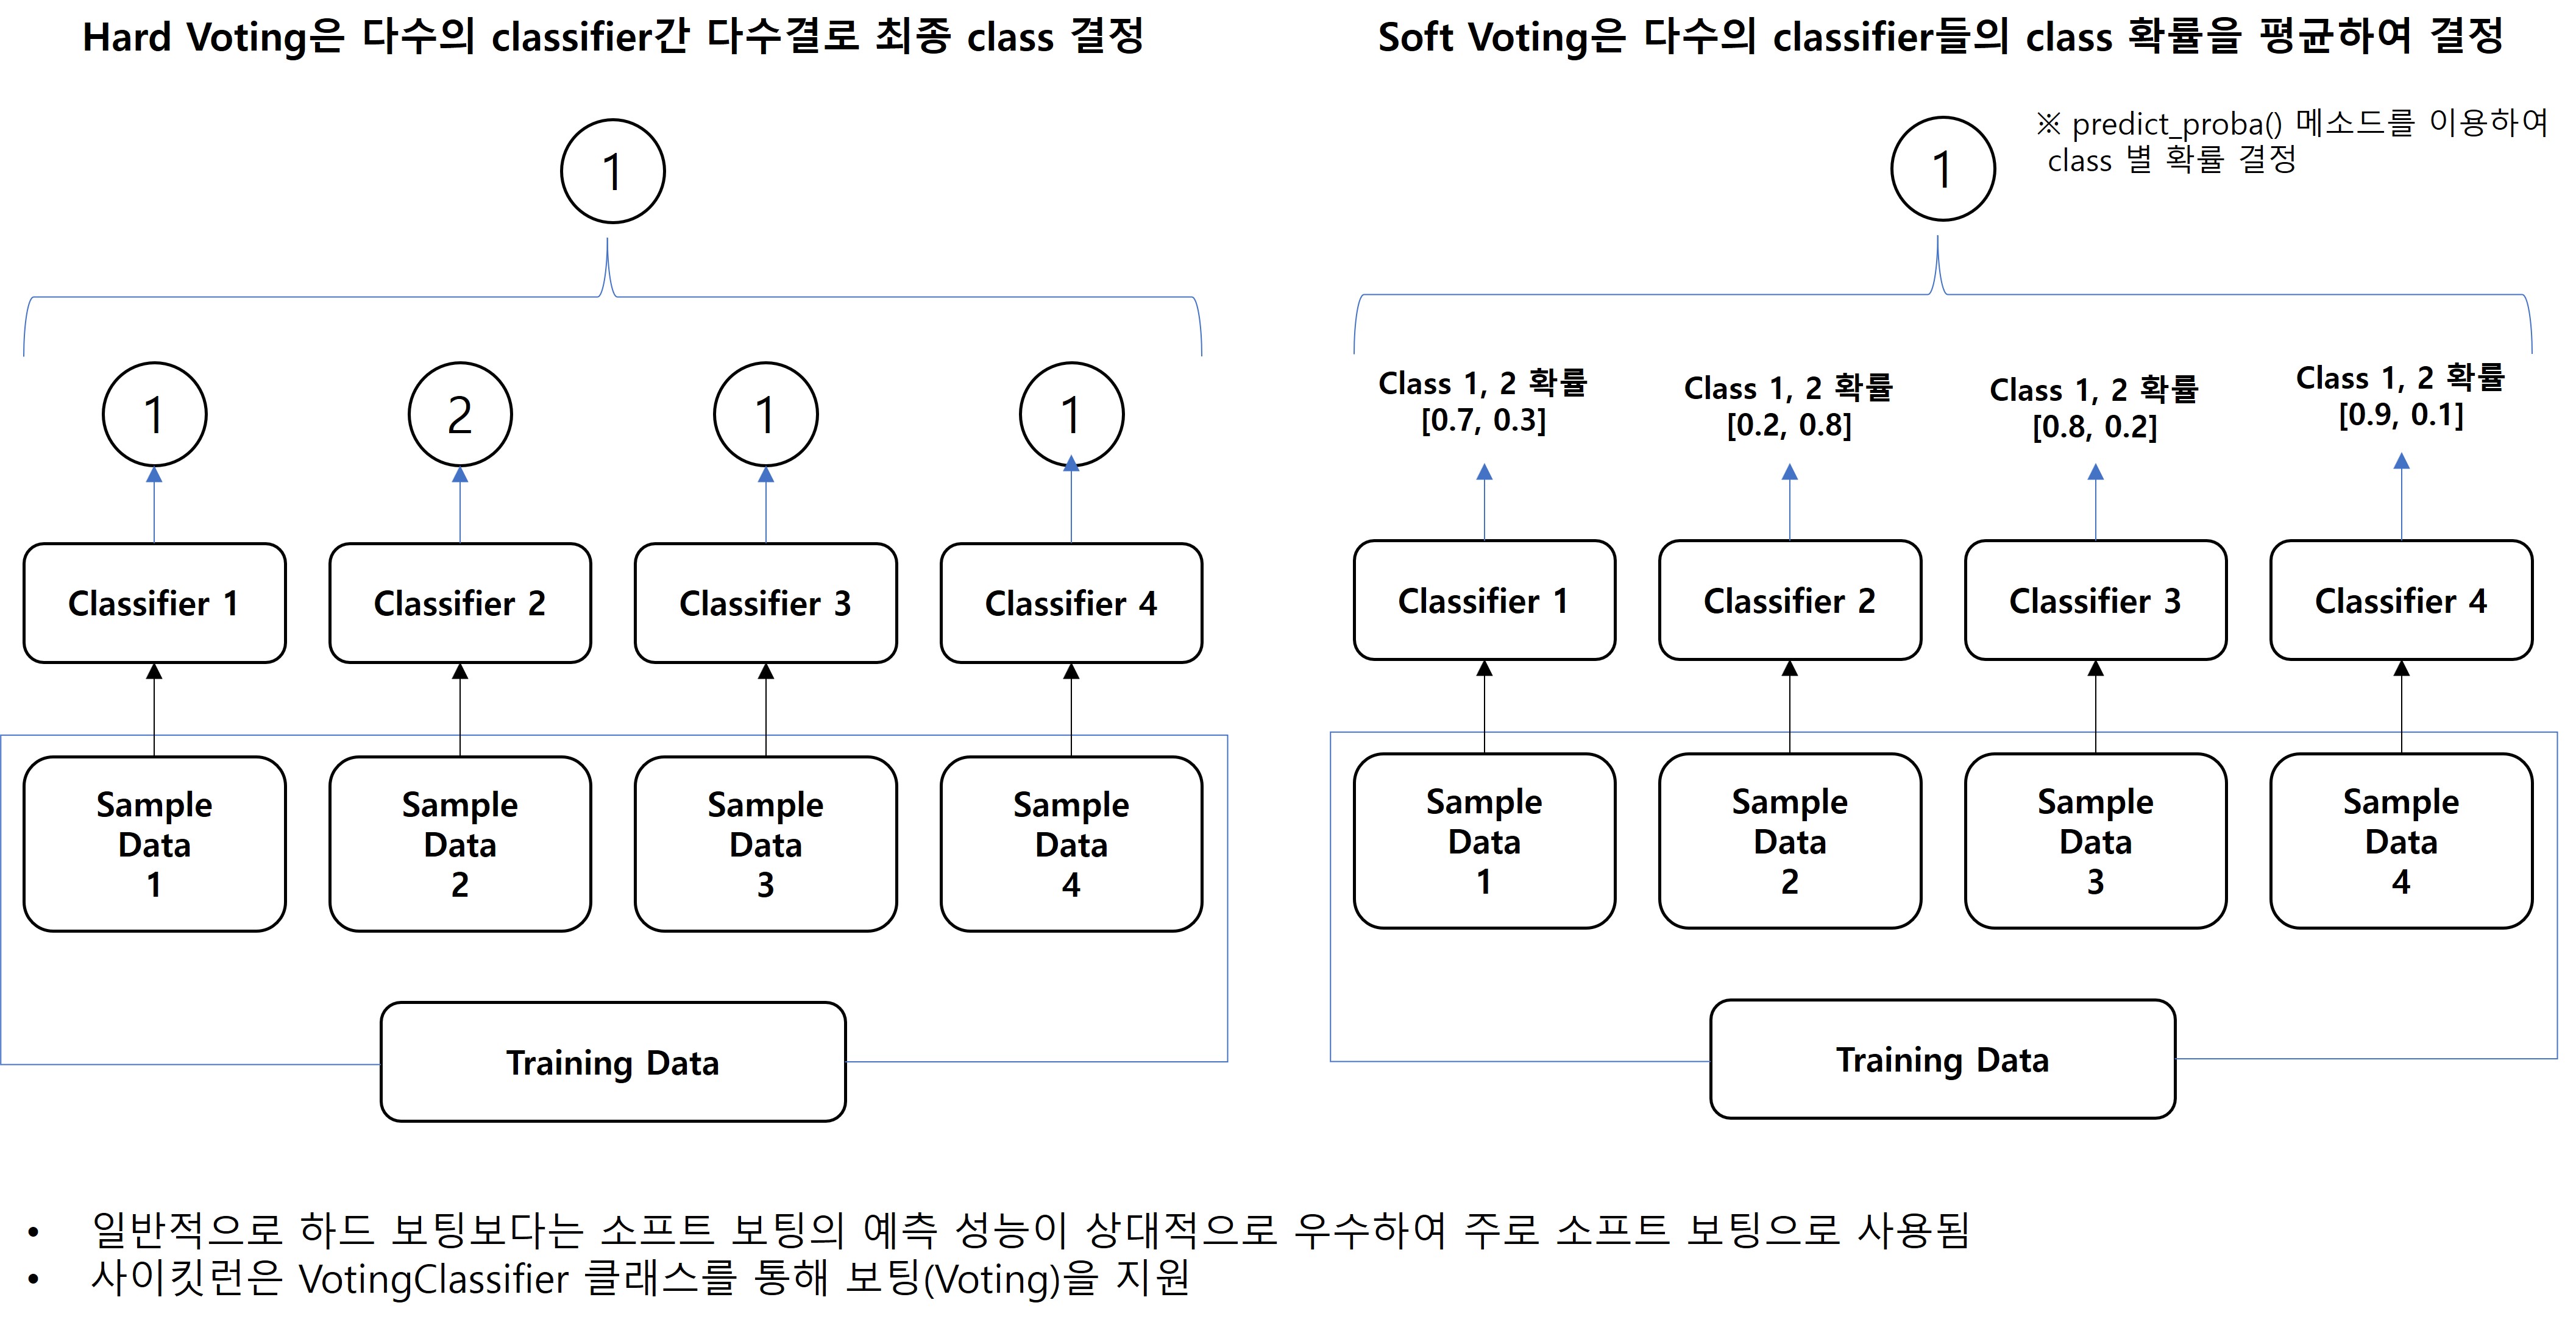 Hard Voting은 다수의 classifier간 다수결로 최종 class 결정
1
1
2
1
1
Classifier 1
Classifier 2
Classifier 3
Classifier 4
Sample
Data
1
Sample
Data
2
Sample
Data
3
Sample
Data
4
Training Data
Soft Voting은 다수의 classifier들의 class 확률을 평균하여 결정
1
※ predict_proba() 메소드를 이용하여
class 별 확률 결정
Class 1, 2 확률
[0.7, 0.3]
Class 1, 2 확률
[0.2, 0.8]
Class 1, 2 확률
[0.8, 0.2]
Class 1, 2 확률
[0.9, 0.1]
Classifier 1
Classifier 2
Classifier 3
Classifier 4
Sample
Data
1
Sample
Data
2
Sample
Data
3
Sample
Data
4
Training Data
• 일반적으로 하드 보팅보다는 소프트 보팅의 예측 성능이 상대적으로 우수하여 주로 소프트 보팅으로 사용됨
• 사이킷런은 VotingClassifier 클래스를 통해 보팅(Voting)을 지원